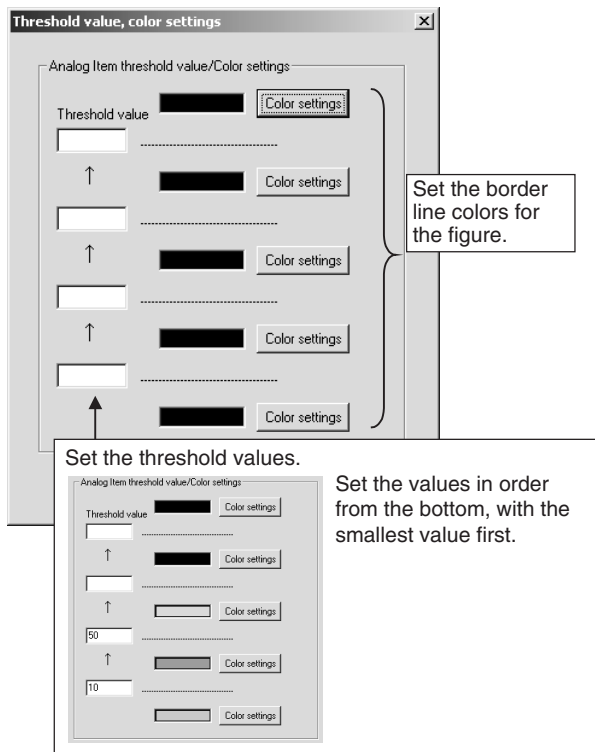 Threshold value, color settings
Analog Item threshold value/Color settings
Color settings
Threshold value
↑
Color settings
↑
Color settings
↑
Color settings
Color settings
Set the border
line colors for
the figure.
Set the threshold values.
Analog Item threshold value/Color settings
Color settings
Threshold value
↑
Color settings
↑
Color settings
50
↑
Color settings
10
Color settings
Set the values in order
from the bottom, with the
smallest value first.